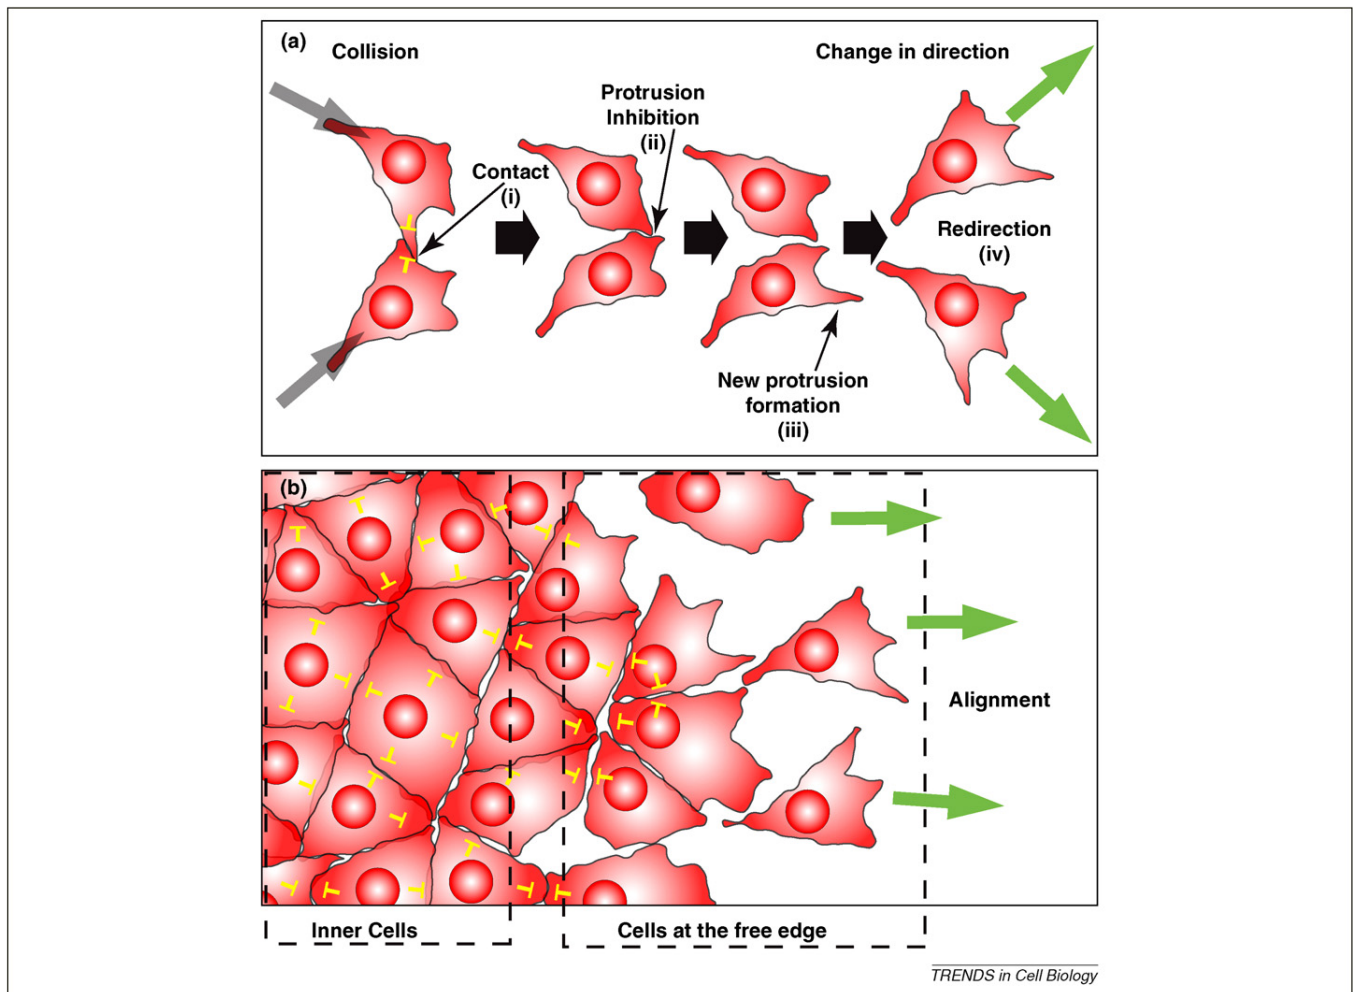 (a)
Collision
Change in direction
Protrusion
Inhibition
(ii)
Contact
(i)
Redirection
(iv)
New protrusion
formation
(iii)
(b)
Alignment
Inner Cells
Cells at the free edge
TRENDS in Cell Biology